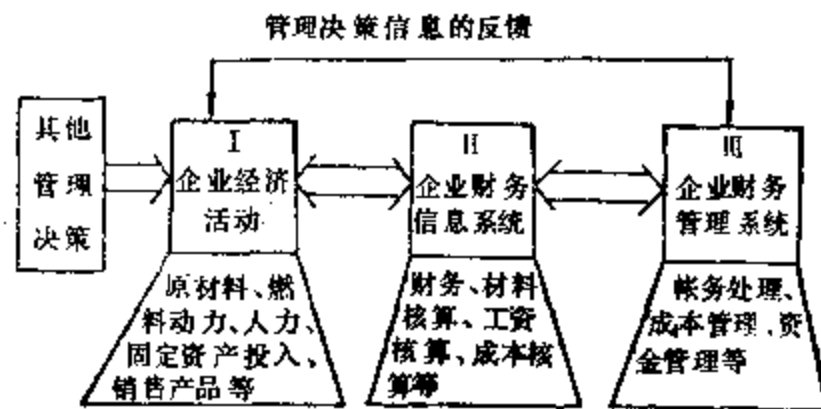 管理决策信息的反馈
其他
管理
决策
I
企业经济
活动
II
企业财务
信息系统
III
企业财务
管理系统
原材料、燃
料动力、人力、
固定资产投入、
销售产品等
财务、材料
核算、工资
核算、成本核
算等
帐务处理、
成本管理、资
金管理等